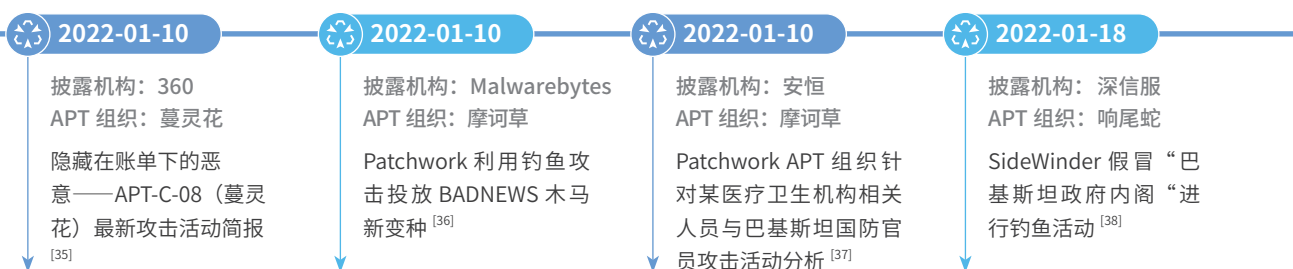 2022-01-10
披露机构：360
APT 组织：蔓灵花
隐藏在账单下的恶
意——APT-C-08（蔓灵
花）最新攻击活动简报
[35]
2022-01-10
披露机构：Malwarebytes
APT 组织：摩诃草
Patchwork 利用钓鱼攻
击投放 BADNEWS 木马
新变种 [36]
2022-01-10
披露机构：安恒
APT 组织：摩诃草
Patchwork APT 组织针
对某医疗卫生机构相关
人员与巴基斯坦国防官
员攻击活动分析 [37]
2022-01-18
披露机构：深信服
APT 组织：响尾蛇
SideWinder 假冒“巴
基斯坦政府内阁“进
行钓鱼活动 [38]